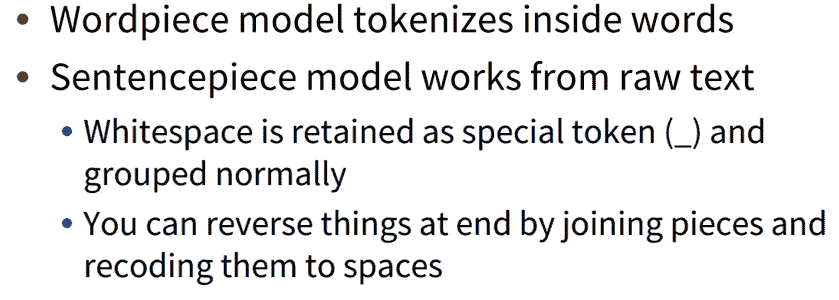 • Wordpiece model tokenizes inside words
• Sentencepiece model works from raw text
• Whitespace is retained as special token (_) and
grouped normally
• You can reverse things at end by joining pieces and
recoding them to spaces